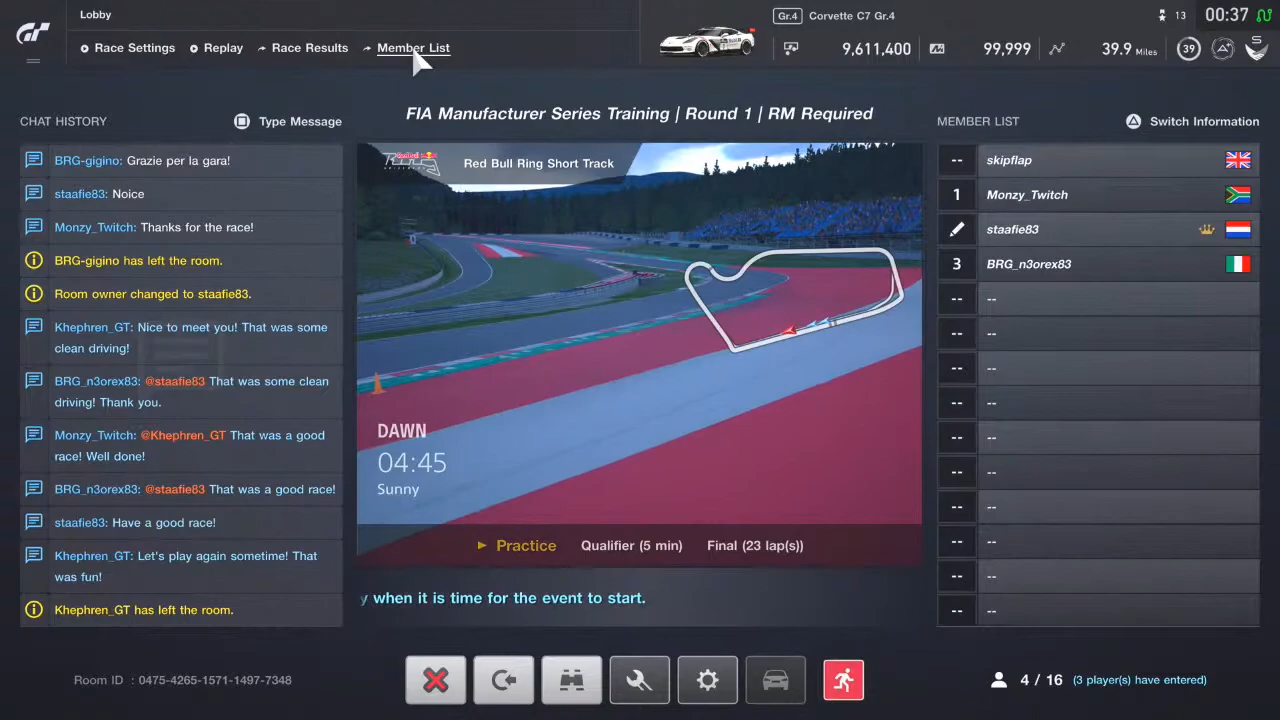 Lobby
Gr.4 Corvette C7 Gr.4
13 00:37
Race Settings Replay Race Results Member List
9,611,400 99,999 39.9 Miles 39 A+ S
FIA Manufacturer Series Training | Round 1 | RM Required
CHAT HISTORY Type Message
MEMBER LIST Switch Information
BRG-gigino: Grazie per la gara!
staafie83: Noice
Monzy_Twitch: Thanks for the race!
BRG-gigino has left the room.
Room owner changed to staafie83.
Khephren_GT: Nice to meet you! That was some
clean driving!
BRG_n3orex83: @staafie83 That was some clean
driving! Thank you.
Monzy_Twitch: @Khephren_GT That was a good
race! Well done!
BRG_n3orex83: @staafie83 That was a good race!
staafie83: Have a good race!
Khephren_GT: Let's play again sometime! That
was fun!
Khephren_GT has left the room.
Red Bull Ring Short Track
DAWN
04:45
Sunny
Practice Qualifier (5 min) Final (23 lap(s))
y when it is time for the event to start.
-- skipflap
1 Monzy_Twitch
staafie83
3 BRG_n3orex83
-- --
-- --
-- --
-- --
-- --
-- --
-- --
-- --
-- --
-- --
Room ID : 0475-4265-1571-1497-7348
4 / 16 (3 player(s) have entered)